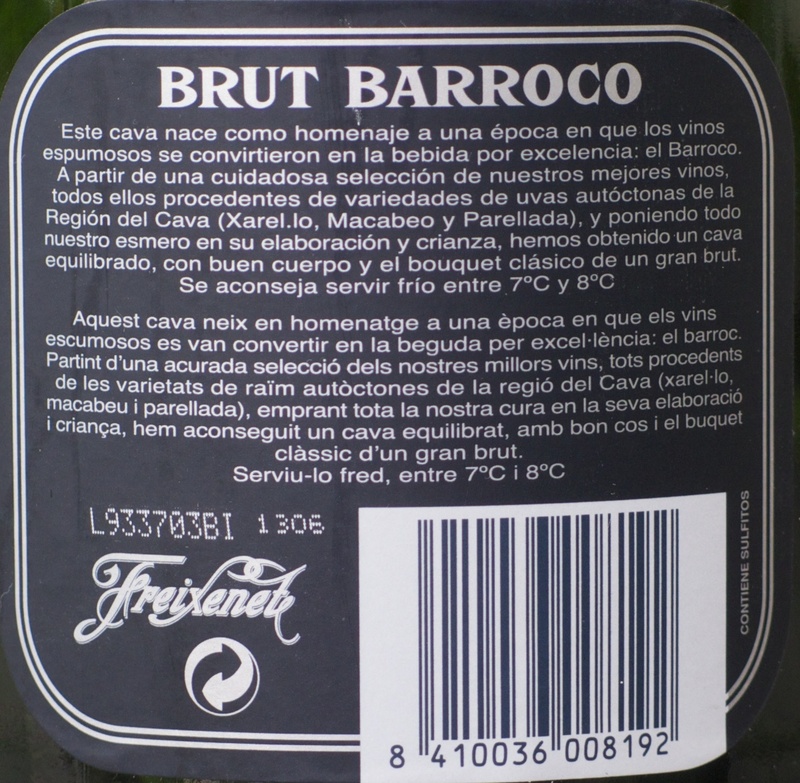 BRUT BARROCO
Este cava nace como homenaje a una época en que los vinos
espumosos se convirtieron en la bebida por excelencia: el Barroco.
A partir de una cuidadosa selección de nuestros mejores vinos,
todos ellos procedentes de variedades de uvas autóctonas de la
Región del Cava (Xarel.lo, Macabeo y Parellada), y poniendo todo
nuestro esmero en su elaboración y crianza, hemos obtenido un cava
equilibrado, con buen cuerpo y el bouquet clásico de un gran brut.
Se aconseja servir frío entre 7ºC y 8ºC
Aquest cava neix en homenatge a una època en que els vins
escumosos es van convertir en la beguda per excel·lència: el barroc.
Partint d'una acurada selecció dels nostres millors vins, tots procedents
de les varietats de raïm autòctones de la regió del Cava (xarel·lo,
macabeu i parellada), emprant tota la nostra cura en la seva elaboració
i criança, hem aconseguit un cava equilibrat, amb bon cos i el buquet
clàssic d'un gran brut.
Serviu-lo fred, entre 7ºC i 8ºC
L933703BI 1306
Freixenet
CONTIENE SULFITOS
8 410036 008192